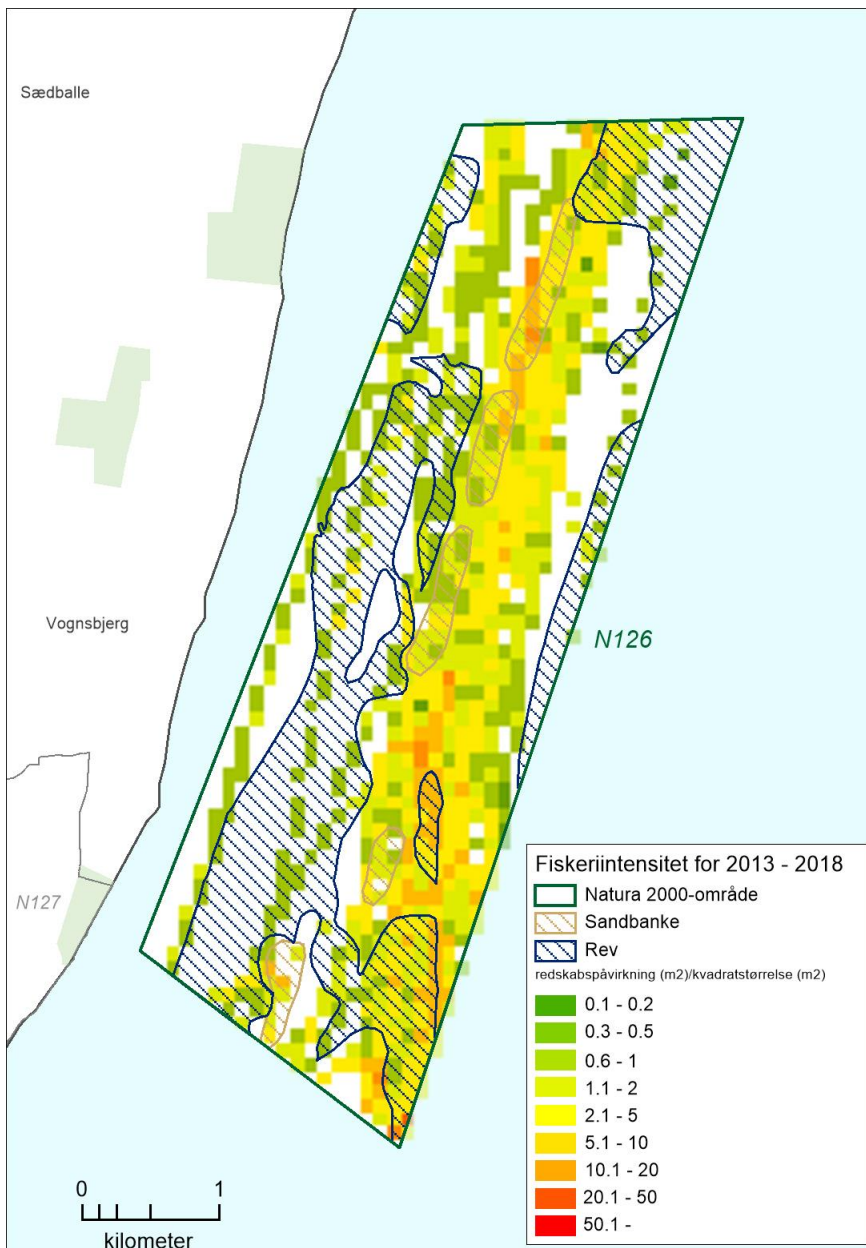 Sædballe
Vognsbjerg
N126
N127
Fiskeriintensitet for 2013 - 2018
Natura 2000-område
Sandbanke
Rev
redskabspåvirkning (m2)/kvadratstørrelse (m2)
0.1 - 0.2
0.3 - 0.5
0.6 - 1
1.1 - 2
2.1 - 5
5.1 - 10
10.1 - 20
20.1 - 50
50.1 -
0 1
kilometer